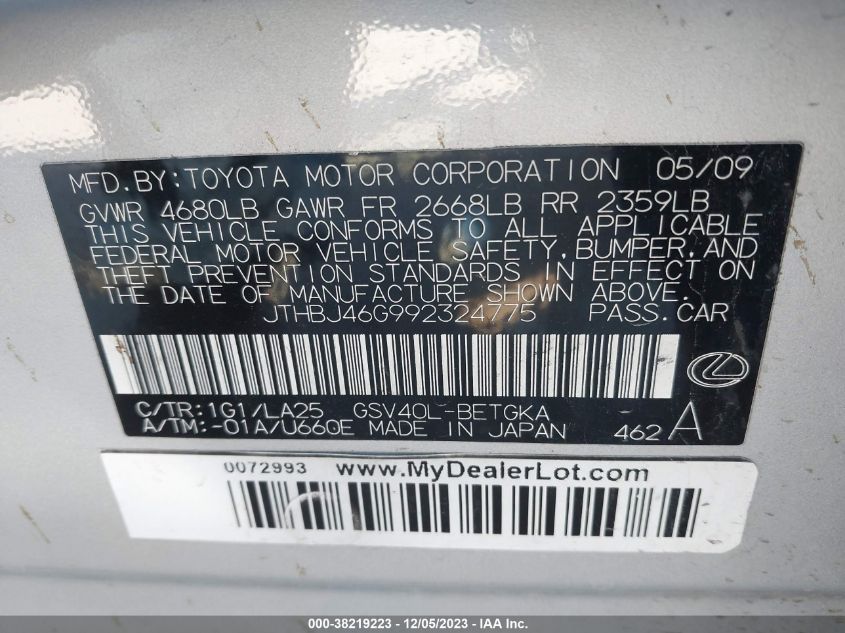 MFD.BY:TOYOTA MOTOR CORPORATION 05/09
GVWR 4680LB GAWR FR 2668LB RR 2359LB
THIS VEHICLE CONFORMS TO ALL APPLICABLE
FEDERAL MOTOR VEHICLE SAFETY,BUMPER,AND
THEFT PREVENTION STANDARDS IN EFFECT ON
THE DATE OF MANUFACTURE SHOWN ABOVE.
JTHBJ46G992324775 PASS.CAR
C/TR:1G1/LA25 GSV40L-BETGKA
A/TM:-01A/U660E MADE IN JAPAN 462 A
0072993 www.MyDealerLot.com
000-38219223 - 12/05/2023 - IAA Inc.